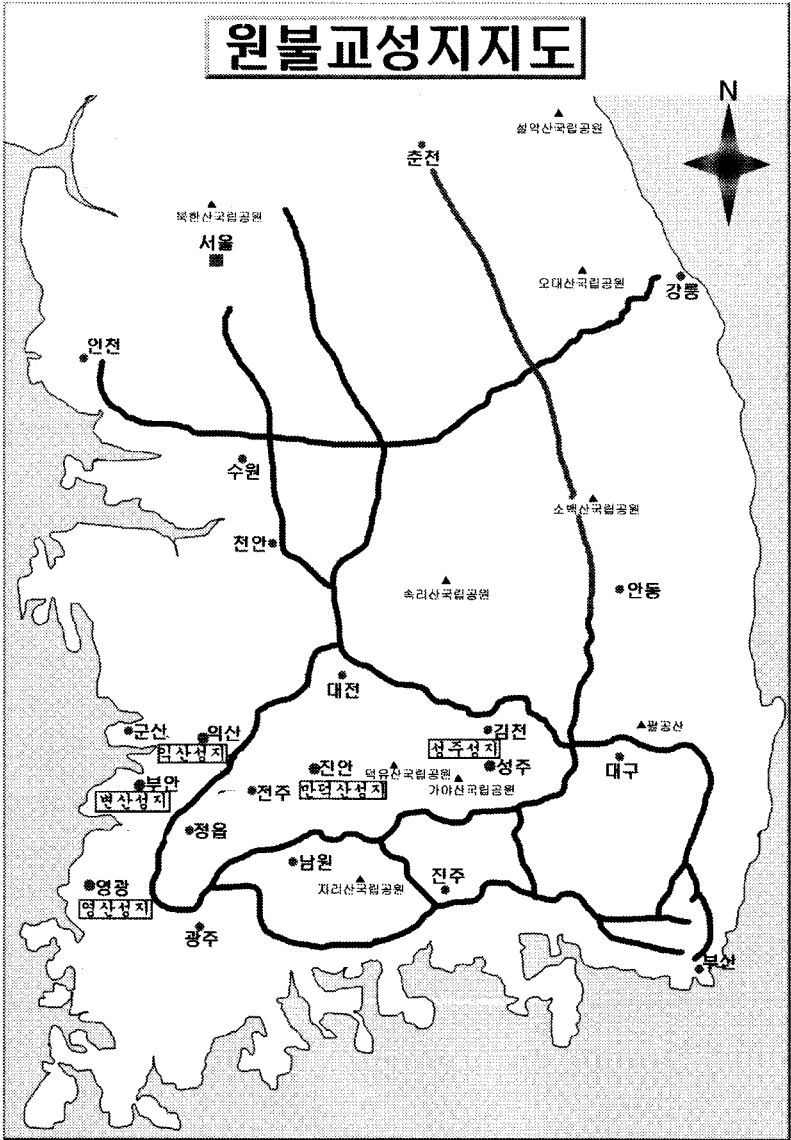 원불교성지지도
N
설악산국립공원
춘천
북한산국립공원
서울
오대산국립공원
강릉
인천
수원
소백산국립공원
천안
속리산국립공원
안동
대전
군산
익산
익산성지
김천
성주성지
팔공산
대구
부안
변산성지
진안
만덕산성지
덕유산국립공원
성주
가야산국립공원
전주
정읍
남원
지리산국립공원
진주
영광
영산성지
광주
부산